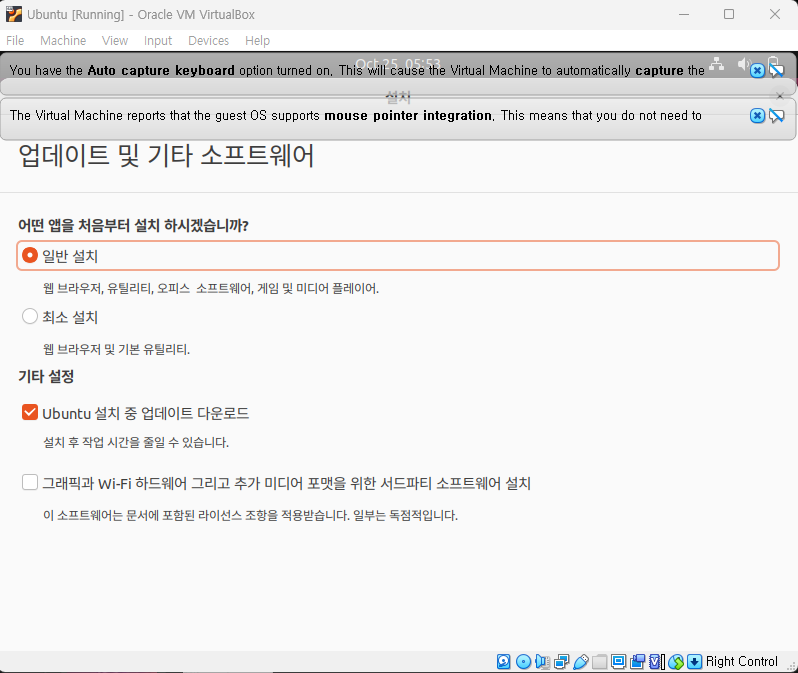 Ubuntu [Running] - Oracle VM VirtualBox
File Machine View Input Devices Help
Oct 25 05:53
You have the Auto capture keyboard option turned on. This will cause the Virtual Machine to automatically capture the
설치
The Virtual Machine reports that the guest OS supports mouse pointer integration. This means that you do not need to
업데이트 및 기타 소프트웨어
어떤 앱을 처음부터 설치 하시겠습니까?
일반 설치
웹 브라우저, 유틸리티, 오피스 소프트웨어, 게임 및 미디어 플레이어.
최소 설치
웹 브라우저 및 기본 유틸리티.
기타 설정
Ubuntu 설치 중 업데이트 다운로드
설치 후 작업 시간을 줄일 수 있습니다.
그래픽과 Wi-Fi 하드웨어 그리고 추가 미디어 포맷을 위한 서드파티 소프트웨어 설치
이 소프트웨어는 문서에 포함된 라이선스 조항을 적용받습니다. 일부는 독점적입니다.
Right Control